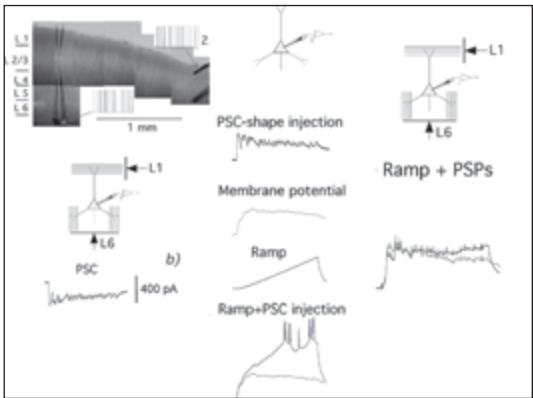 L1
L 2/3
L4
L5
L6
2.
1 mm
L1
L6
PSC
400 pA
b)
PSC-shape injection
Membrane potential
Ramp
Ramp+PSC injection
L1
L6
Ramp + PSPs